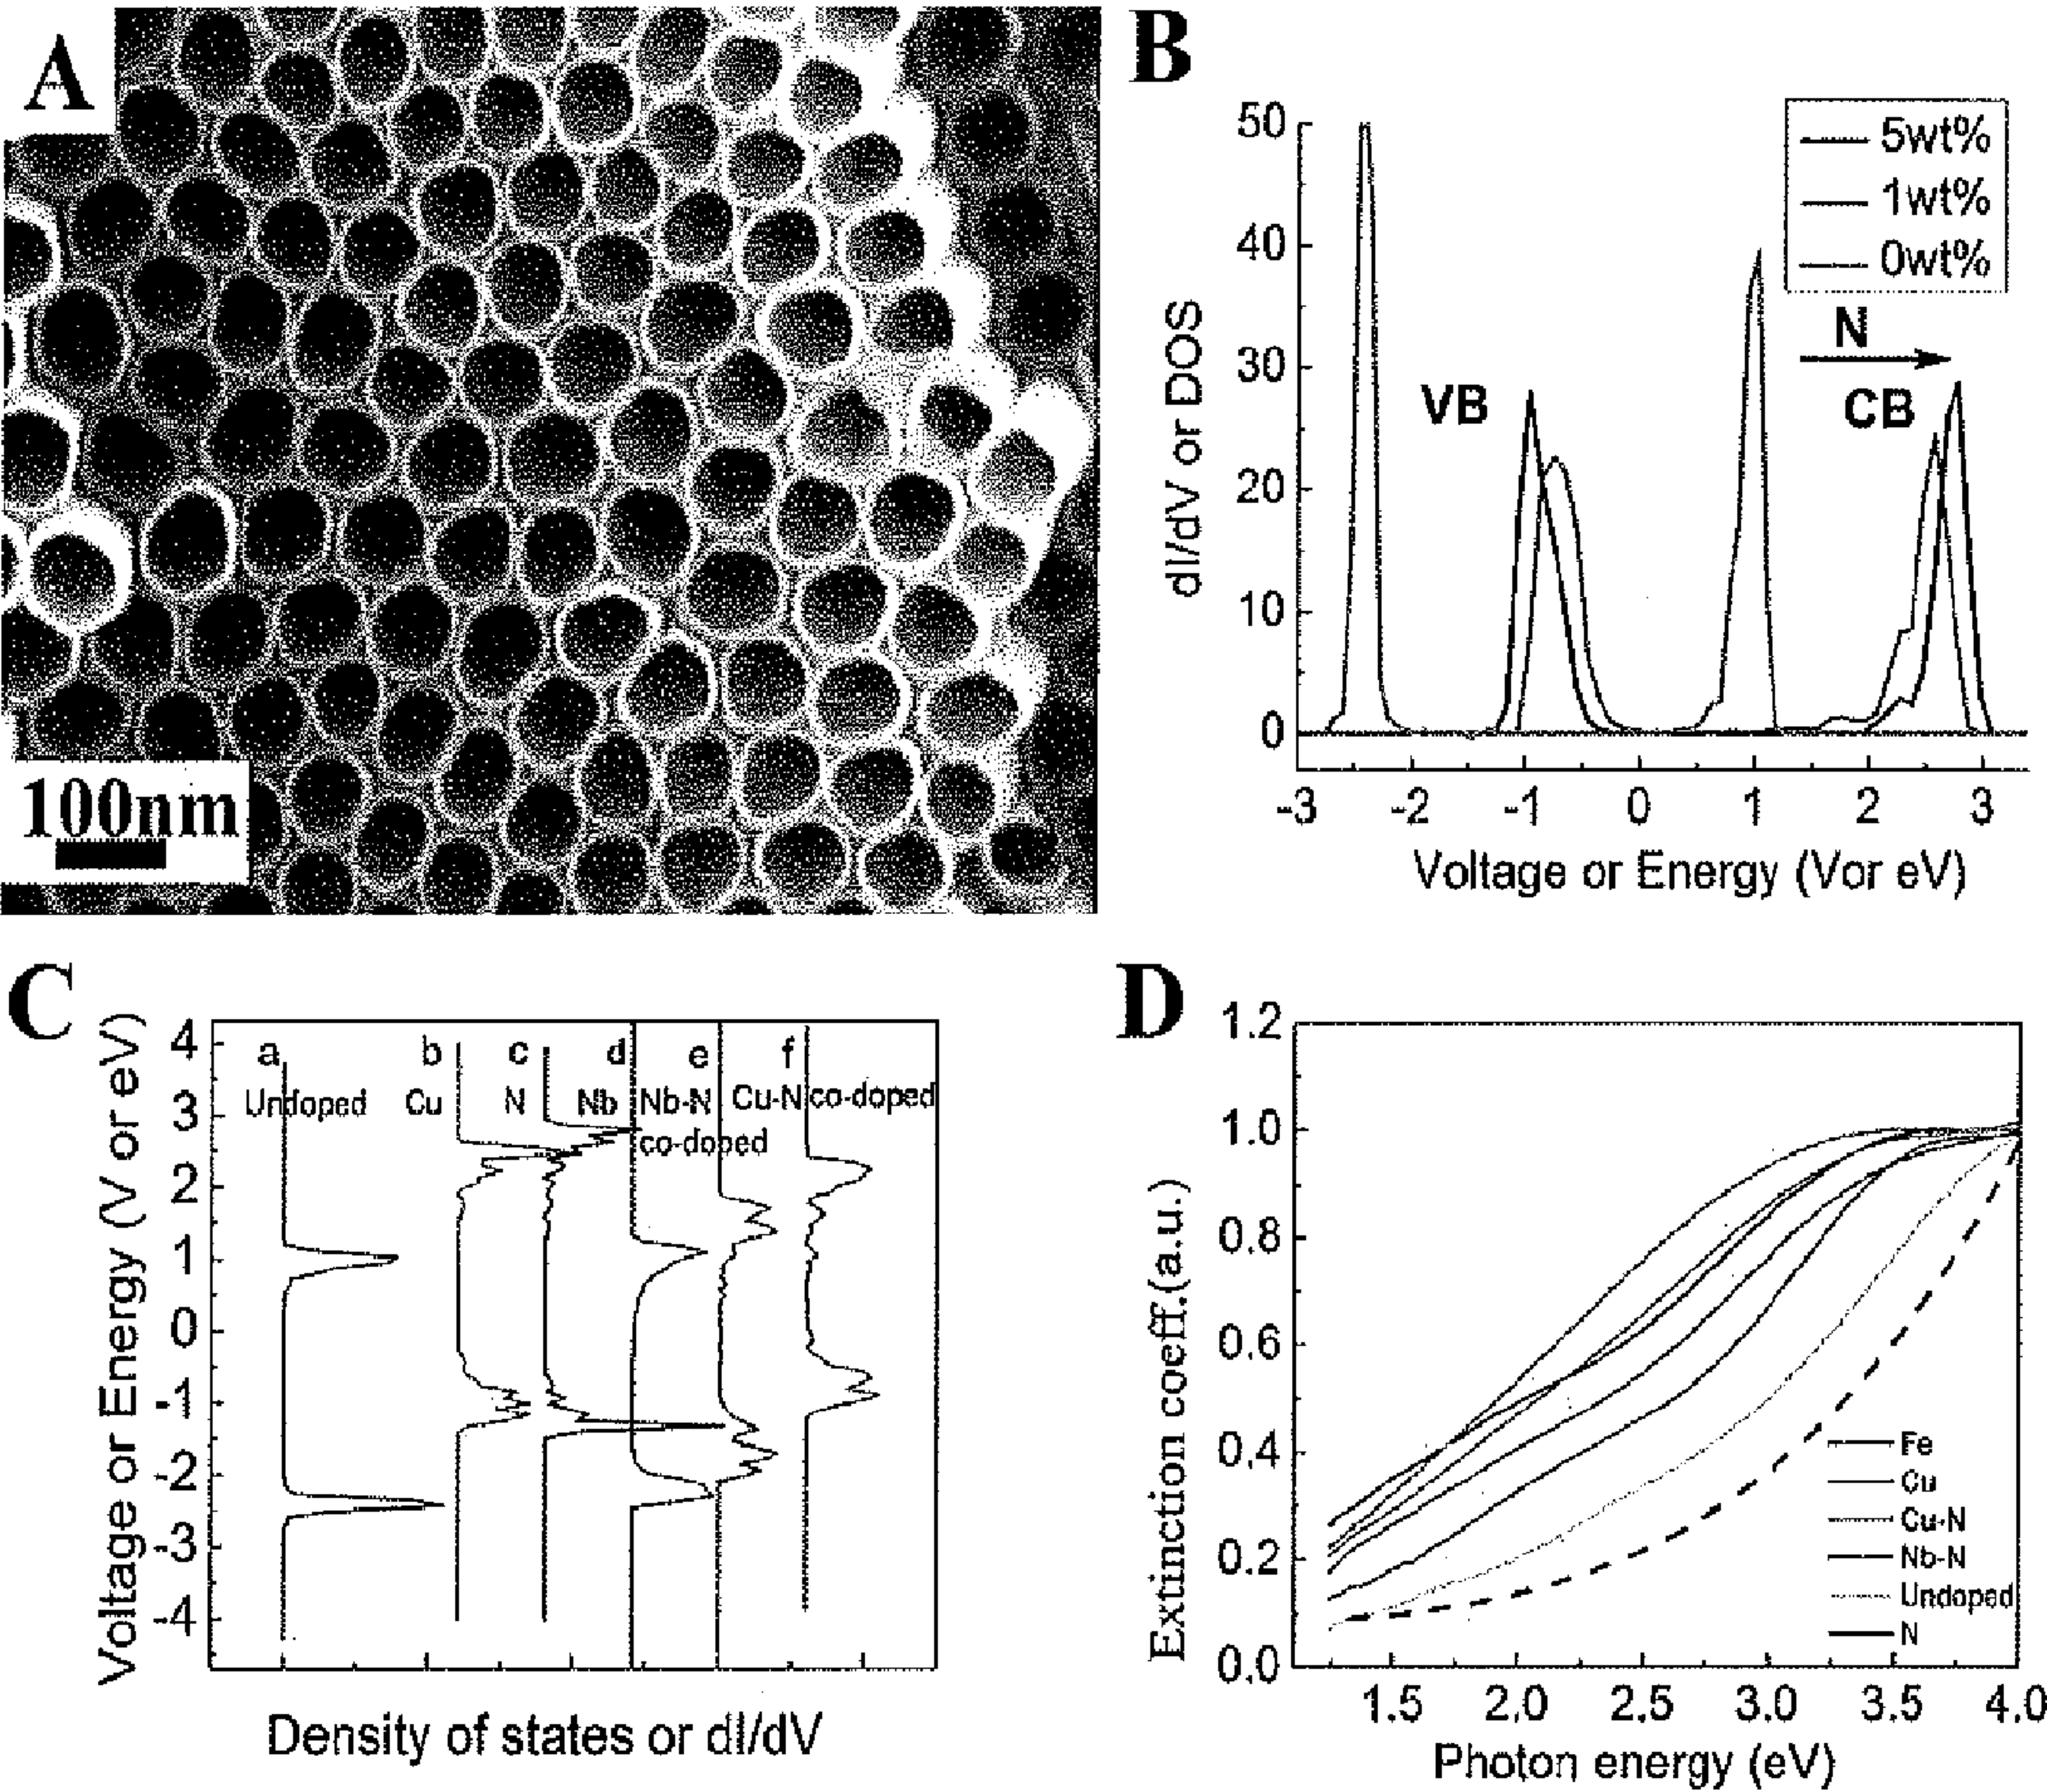 A
100nm
B
50
40
30
20
10
0
dI/dV or DOS
5wt%
1wt%
0wt%
N
VB
CB
-3 -2 -1 0 1 2 3
Voltage or Energy (Vor eV)
C
4
3
2
1
0
-1
-2
-3
-4
Voltage or Energy (V or eV)
a b c d e f
Undoped Cu N Nb Nb-N Cu-N co-doped
co-doped
Density of states or dI/dV
D
1.2
1.0
0.8
0.6
0.4
0.2
0.0
Extinction coeff.(a.u.)
Fe
Cu
Cu-N
Nb-N
Undoped
N
1.5 2.0 2.5 3.0 3.5 4.0
Photon energy (eV)